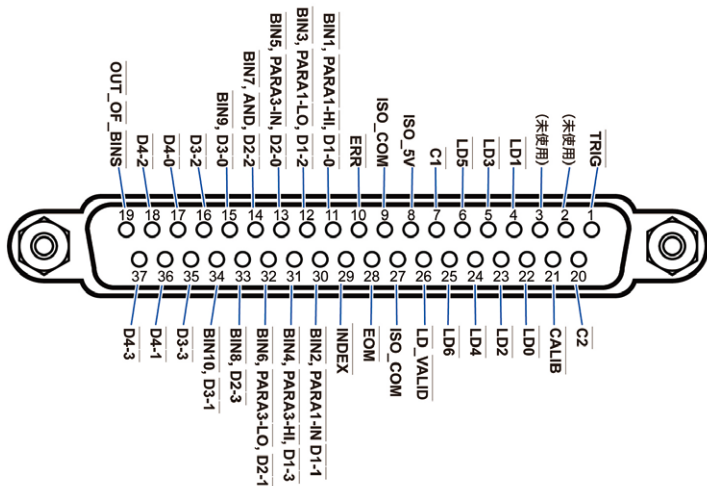 OUT_OF_BINS
D4-2
D4-0
D3-2
BIN9, D3-0
BIN7, AND, D2-2
BIN5, PARA3-IN, D2-0
BIN3, PARA1-LO, D1-2
BIN1, PARA1-HI, D1-0
ERR
ISO_COM
ISO_5V
C1
LD5
LD3
LD1
(未使用)
(未使用)
TRIG
19 18 17 16 15 14 13 12 11 10 9 8 7 6 5 4 3 2 1
37 36 35 34 33 32 31 30 29 28 27 26 25 24 23 22 21 20
D4-3
D4-1
D3-3
BIN10, D3-1
BIN8, D2-3
BIN6, PARA3-LO, D2-1
BIN4, PARA3-HI, D1-3
BIN2, PARA1-IN D1-1
INDEX
EOM
ISO_COM
LD_VALID
LD6
LD4
LD2
LD0
CALIB
C2